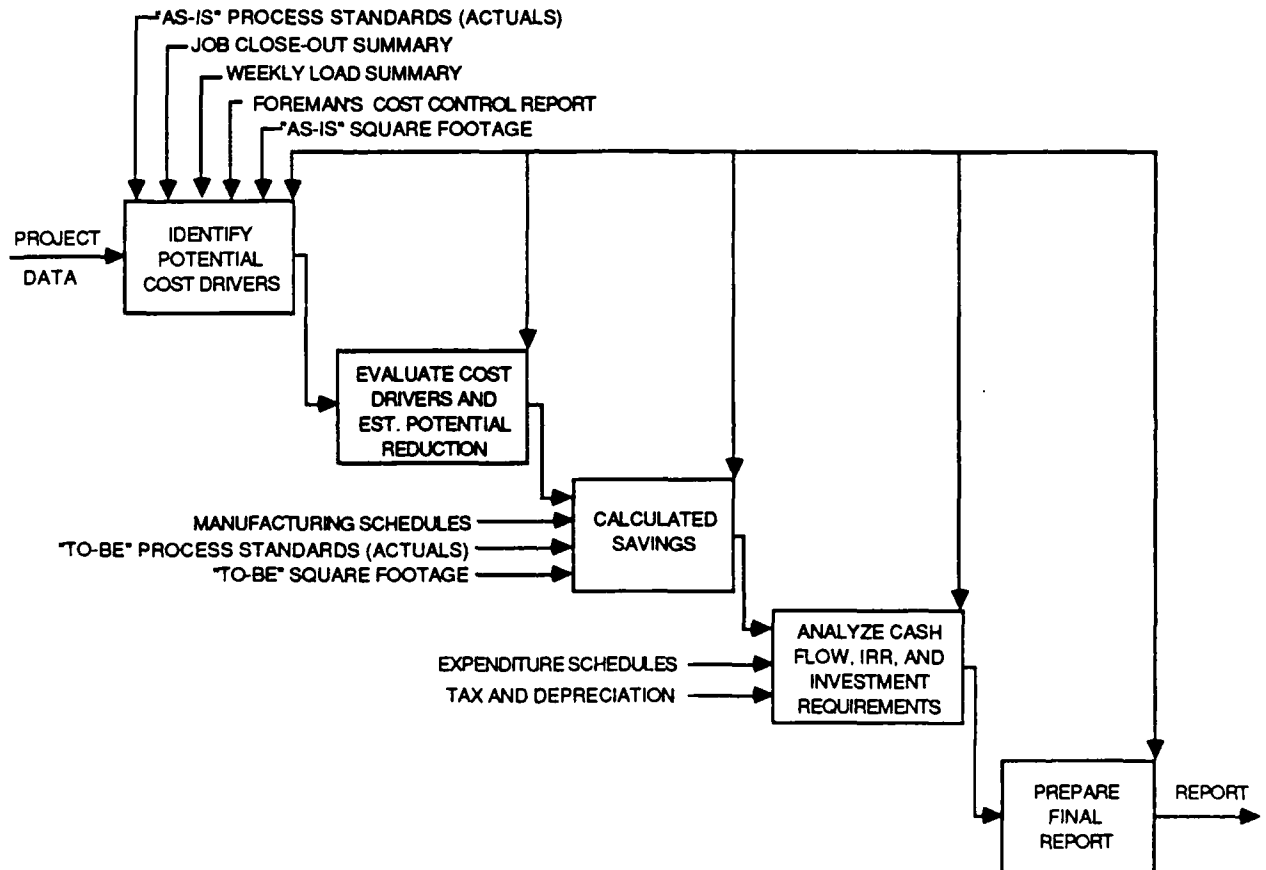 "AS-IS" PROCESS STANDARDS (ACTUALS)
JOB CLOSE-OUT SUMMARY
WEEKLY LOAD SUMMARY
FOREMAN'S COST CONTROL REPORT
"AS-IS" SQUARE FOOTAGE
PROJECT
DATA
IDENTIFY
POTENTIAL
COST DRIVERS
EVALUATE COST
DRIVERS AND
EST. POTENTIAL
REDUCTION
MANUFACTURING SCHEDULES
"TO-BE" PROCESS STANDARDS (ACTUALS)
"TO-BE" SQUARE FOOTAGE
CALCULATED
SAVINGS
EXPENDITURE SCHEDULES
TAX AND DEPRECIATION
ANALYZE CASH
FLOW, IRR, AND
INVESTMENT
REQUIREMENTS
PREPARE
FINAL
REPORT
REPORT